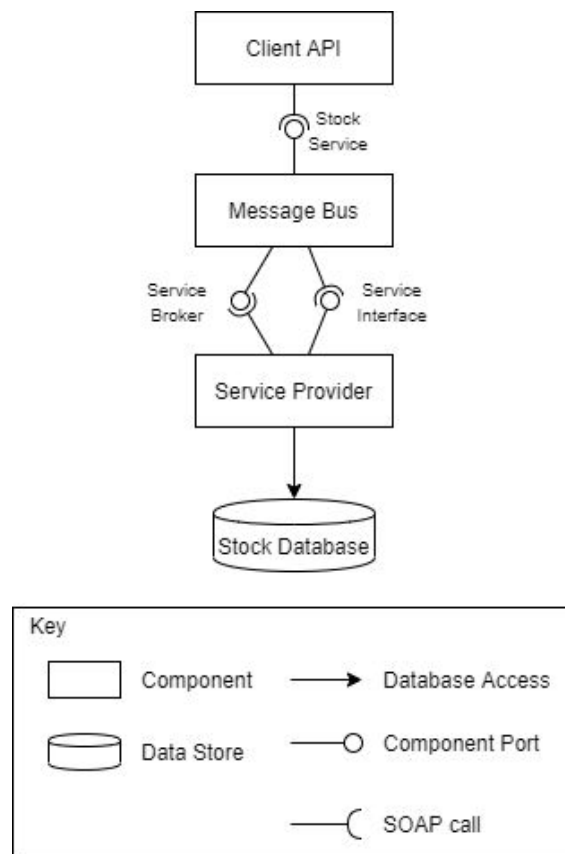 Client API
Stock
Service
Message Bus
Service
Broker
Service
Interface
Service Provider
Stock Database
Key
Component
Database Access
Data Store
Component Port
SOAP call